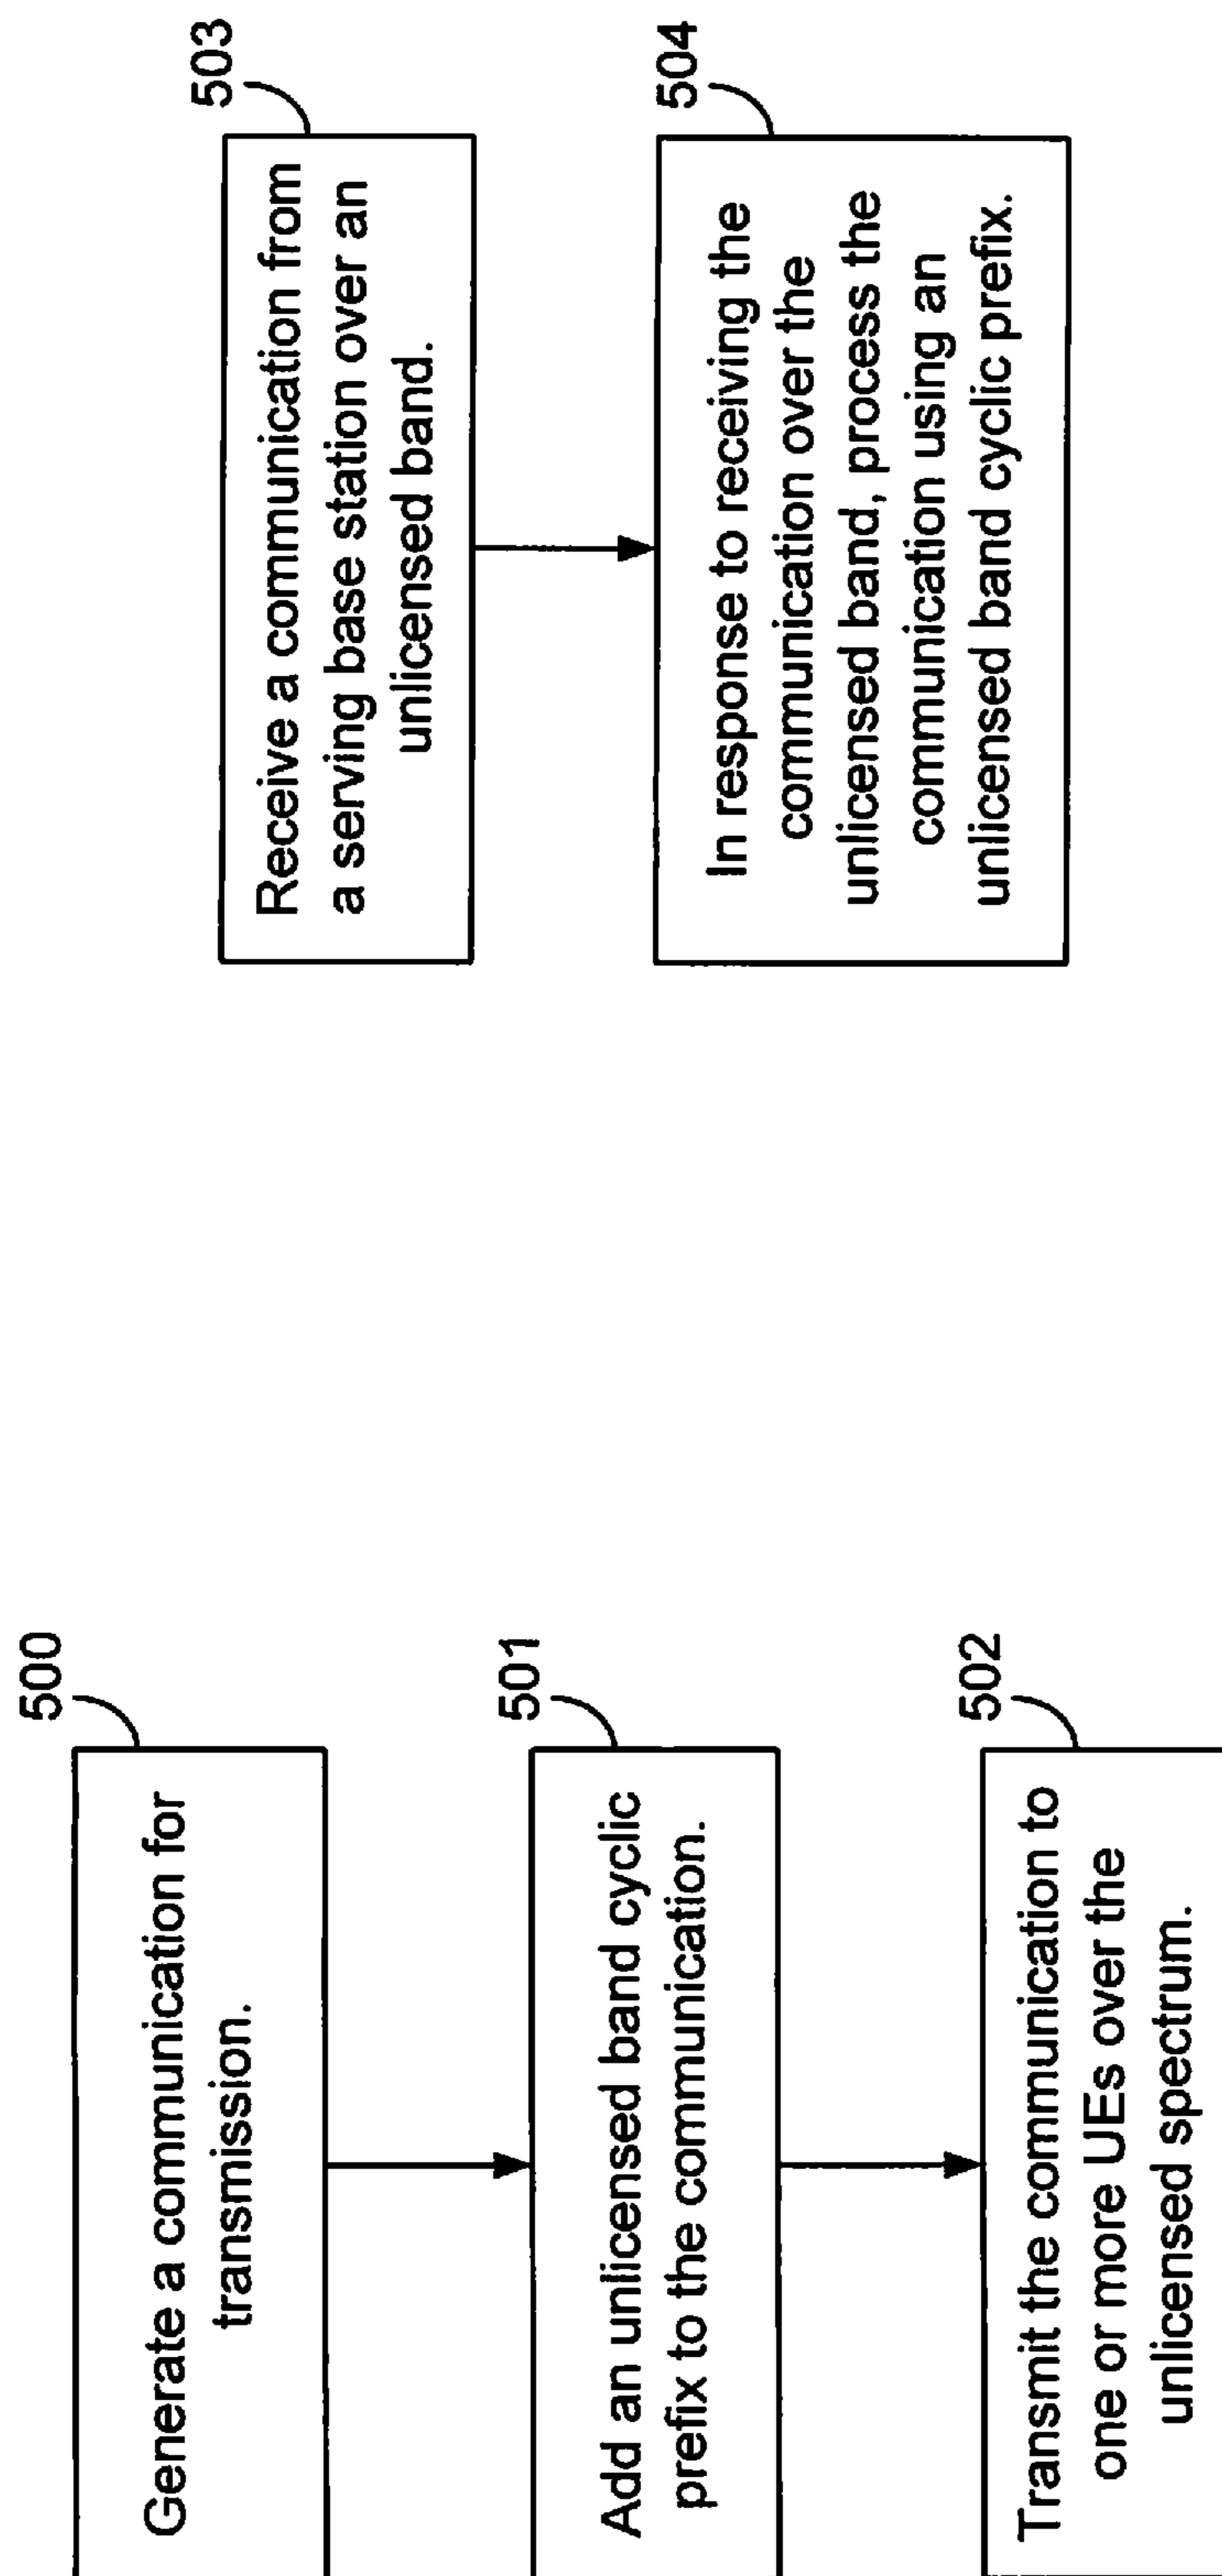 500
Generate a communication for
transmission.
501
Add an unlicensed band cyclic
prefix to the communication.
502
Transmit the communication to
one or more UEs over the
unlicensed spectrum.
503
Receive a communication from
a serving base station over an
unlicensed band.
504
In response to receiving the
communication over the
unlicensed band, process the
communication using an
unlicensed band cyclic prefix.